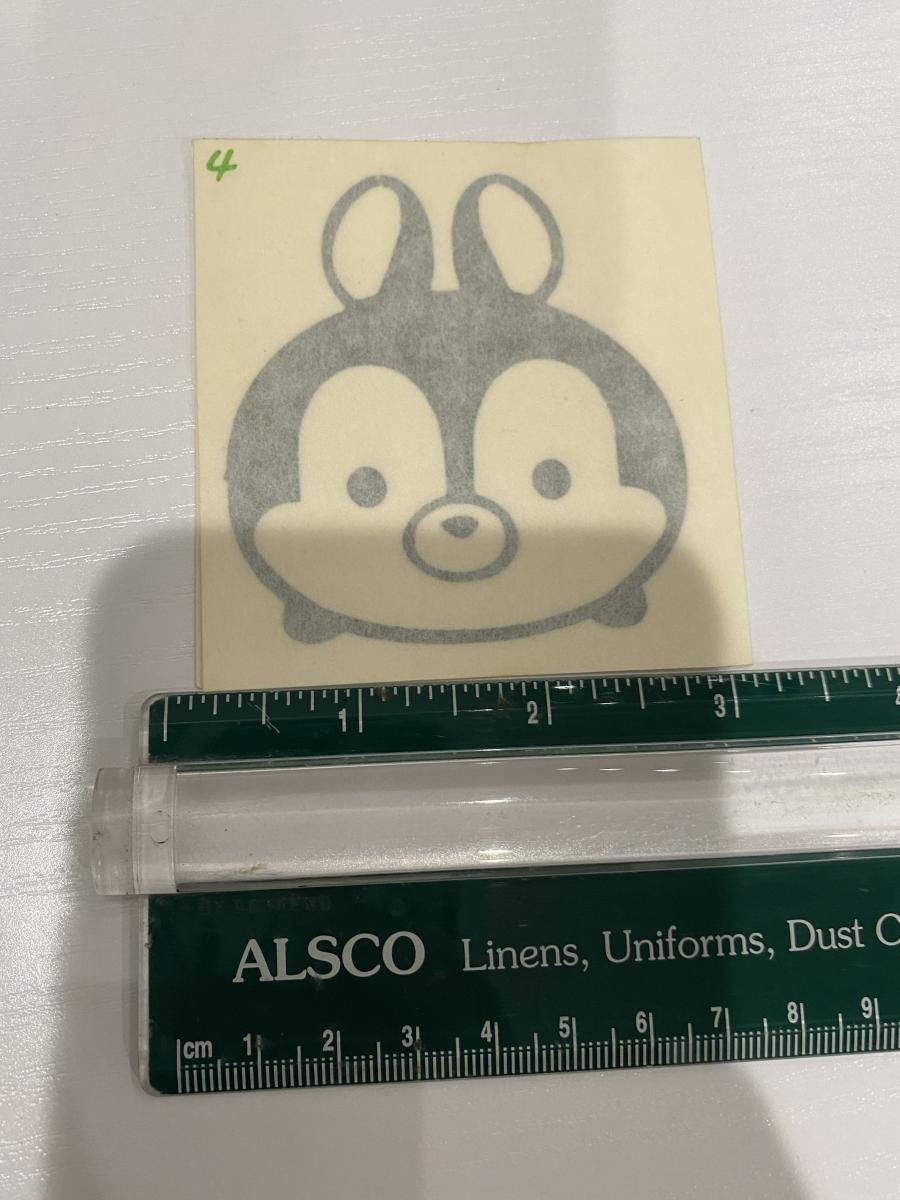 4
1 2 3
ALSCO Linens, Uniforms, Dust
cm 1 2 3 4 5 6 7 8 9